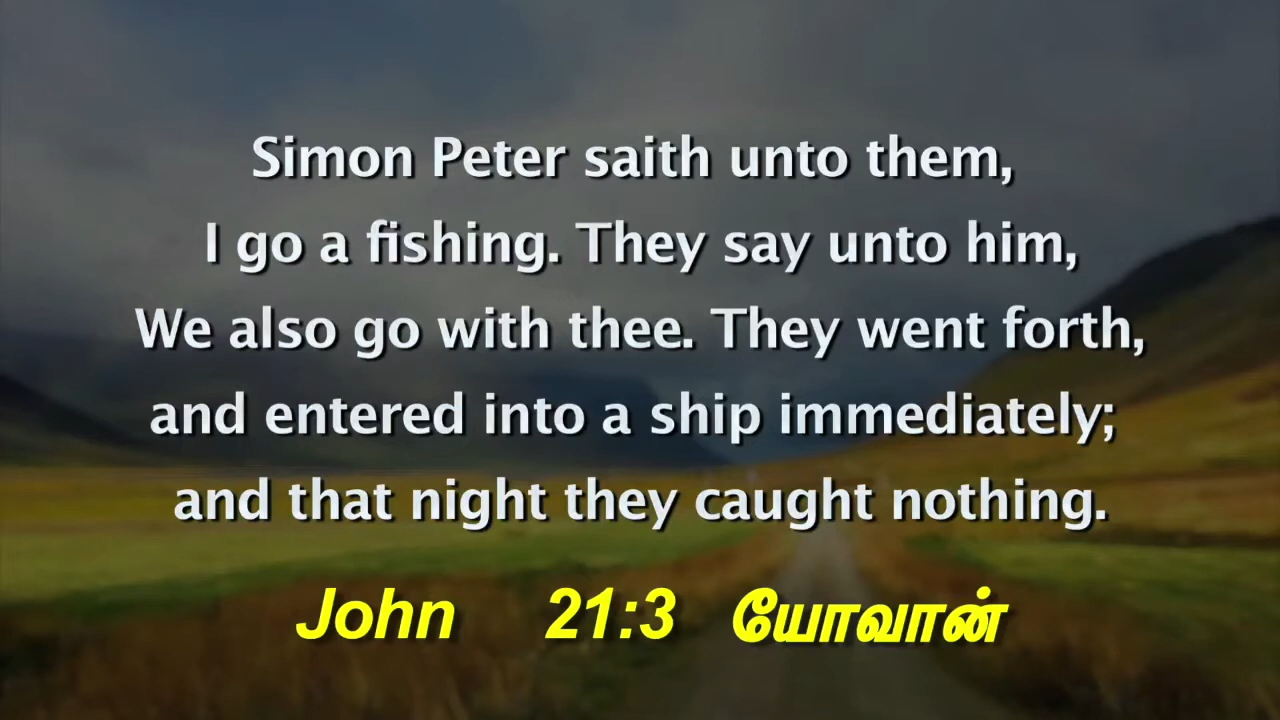 Simon Peter saith unto them,
I go a fishing. They say unto him,
We also go with thee. They went forth,
and entered into a ship immediately;
and that night they caught nothing.
John 21:3 யோவான்